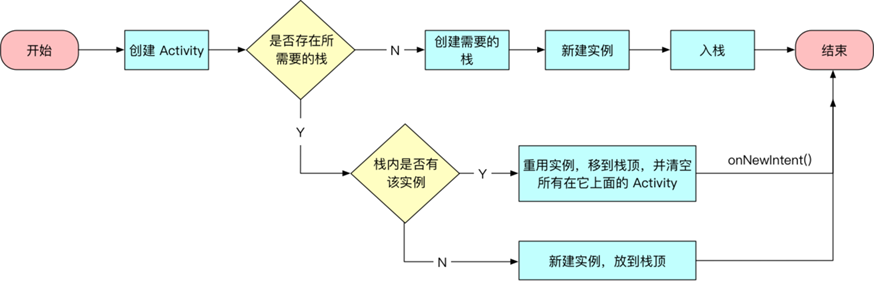 开始
创建 Activity
是否存在所
需要的栈
N
创建需要的
栈
新建实例
入栈
结束
Y
栈内是否有
该实例
Y
重用实例，移到栈顶，并清空
所有在它上面的 Activity
onNewIntent()
N
新建实例，放到栈顶